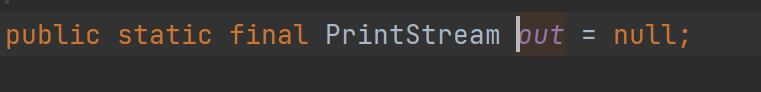 public static final PrintStream out = null;